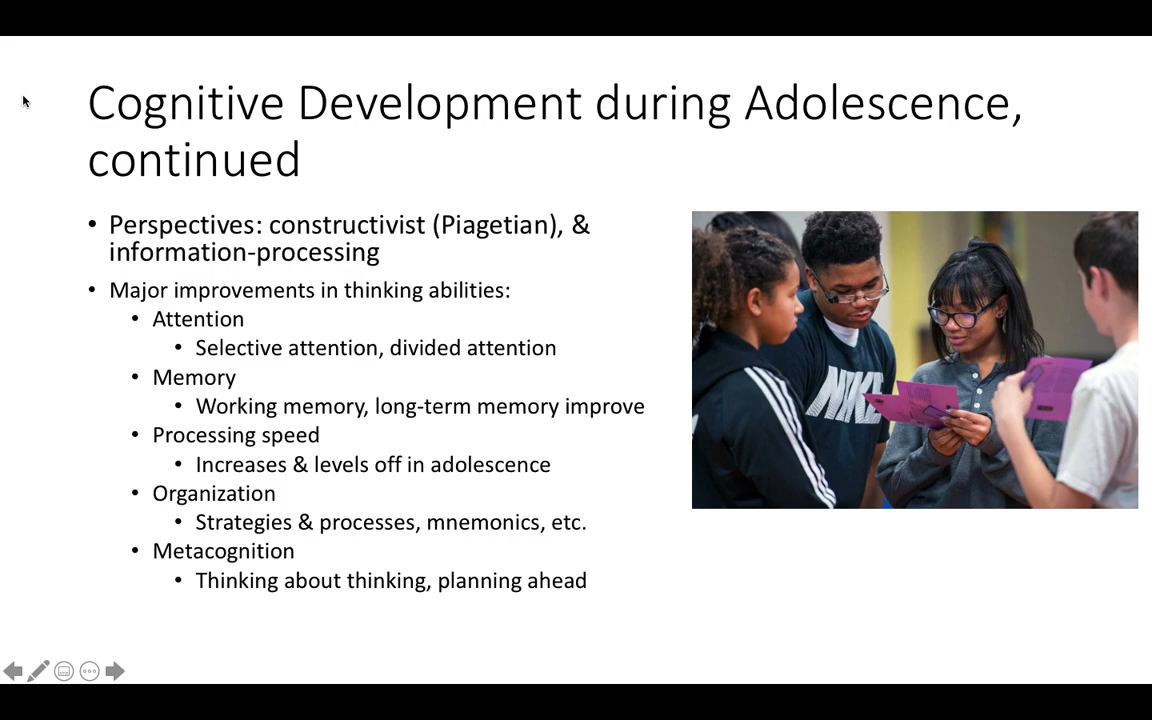 Cognitive Development during Adolescence,
continued
• Perspectives: constructivist (Piagetian), &
information-processing
• Major improvements in thinking abilities:
• Attention
• Selective attention, divided attention
• Memory
• Working memory, long-term memory improve
• Processing speed
• Increases & levels off in adolescence
• Organization
• Strategies & processes, mnemonics, etc.
• Metacognition
• Thinking about thinking, planning ahead
NIKE